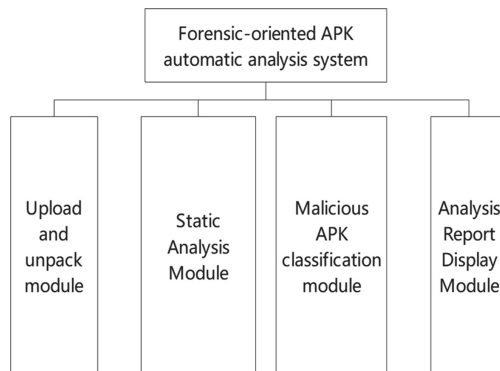 Forensic-oriented APK
automatic analysis system
Upload
and
unpack
module
Static
Analysis
Module
Malicious
APK
classification
module
Analysis
Report
Display
Module